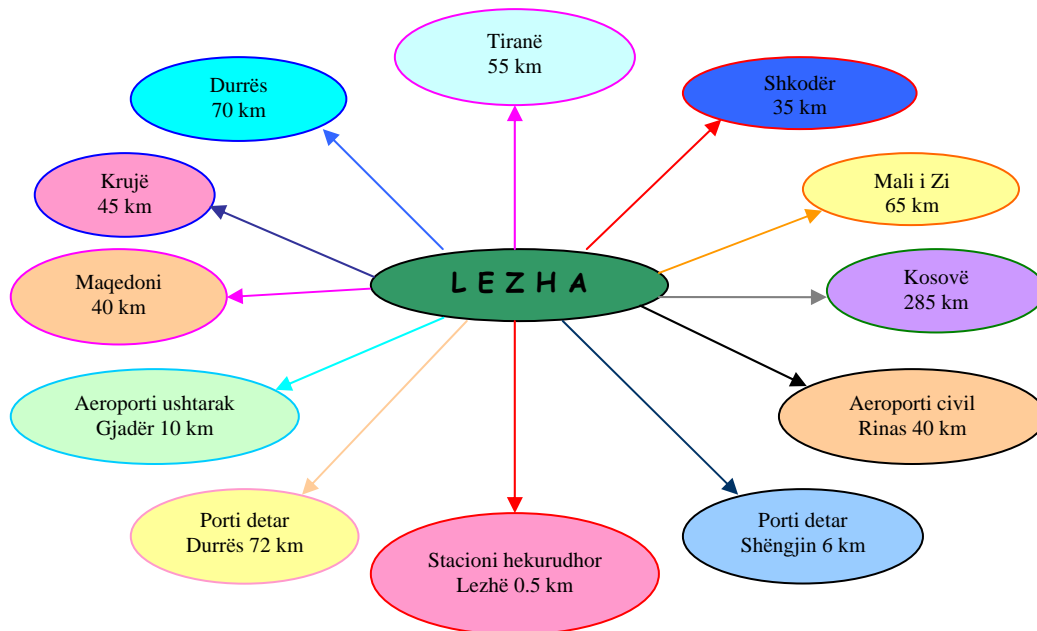 Tiranë
55 km
Durrës
70 km
Shkodër
35 km
Krujë
45 km
Mali i Zi
65 km
L E Z H A
Maqedoni
40 km
Kosovë
285 km
Aeroporti ushtarak
Gjadër 10 km
Aeroporti civil
Rinas 40 km
Porti detar
Durrës 72 km
Stacioni hekurudhor
Lezhë 0.5 km
Porti detar
Shëngjin 6 km